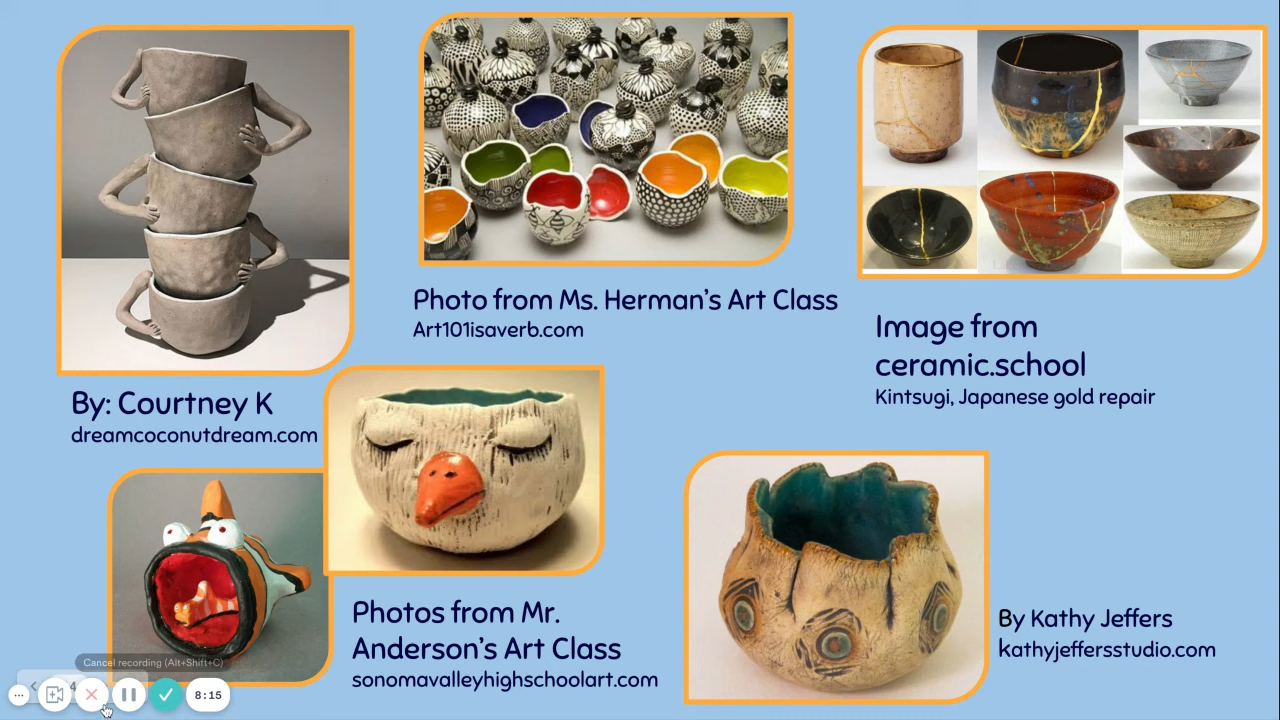 Photo from Ms. Herman's Art Class
Art101isaverb.com
Image from
ceramic.school
Kintsugi, Japanese gold repair
By: Courtney K
dreamcoconutdream.com
Photos from Mr.
Anderson's Art Class
sonomavalleyhighschoolart.com
By Kathy Jeffers
kathyjeffersstudio.com
Cancel recording (Alt+Shift+C)
4
8:15